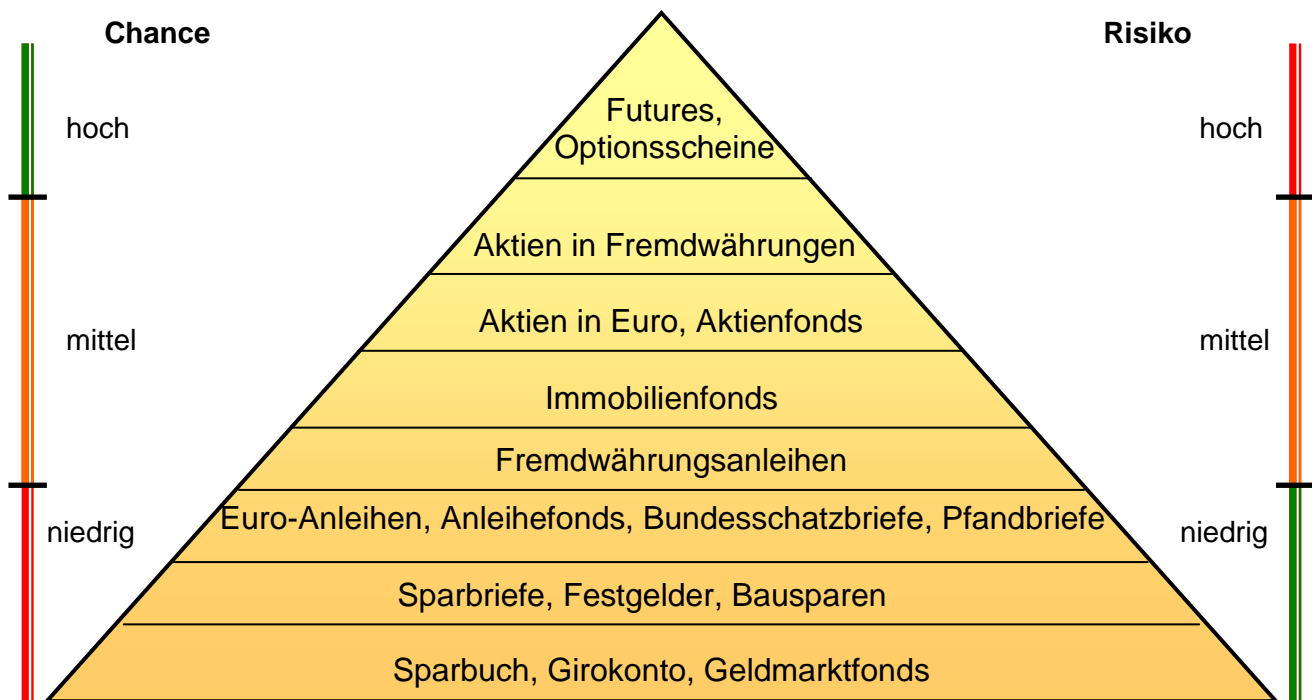 Chance
Risiko
hoch
Futures,
Optionsscheine
hoch
Aktien in Fremdwährungen
mittel
Aktien in Euro, Aktienfonds
mittel
Immobilienfonds
Fremdwährungsanleihen
niedrig
Euro-Anleihen, Anleihefonds, Bundesschatzbriefe, Pfandbriefe
niedrig
Sparbriefe, Festgelder, Bausparen
Sparbuch, Girokonto, Geldmarktfonds